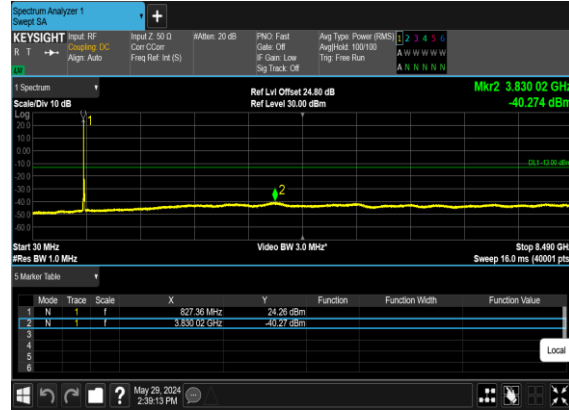 Spectrum Analyzer 1
Swept SA
+
KEYSIGHT Input: RF Input Z: 50 Ω #Atten: 20 dB PNO: Fast Avg Type: Power (RMS) 1 2 3 4 5 6
R T Coupling: DC Corr CCorr Gate: Off Avg|Hold: 100/100 A W W W W W
Align: Auto Freq Ref: Int (S) IF Gain: Low Trig: Free Run
Sig Track: Off A N N N N N
1 Spectrum Ref Lvl Offset 24.80 dB Mkr2 3.830 02 GHz
Scale/Div 10 dB Ref Level 30.00 dBm -40.274 dBm
Log
20.0
10.0
0.00
-10.0
-20.0
-30.0
-40.0
-50.0
-60.0
1
DL1 -13.00 dBm
2
Start 30 MHz Video BW 3.0 MHz* Stop 8.490 GHz
#Res BW 1.0 MHz Sweep 16.0 ms (40001 pts)
5 Marker Table
Mode Trace Scale X Y Function Function Width Function Value
1 N 1 f 827.36 MHz 24.26 dBm
2 N 1 f 3.830 02 GHz -40.27 dBm
3
4
5
6
Local
? May 29, 2024
2:39:13 PM